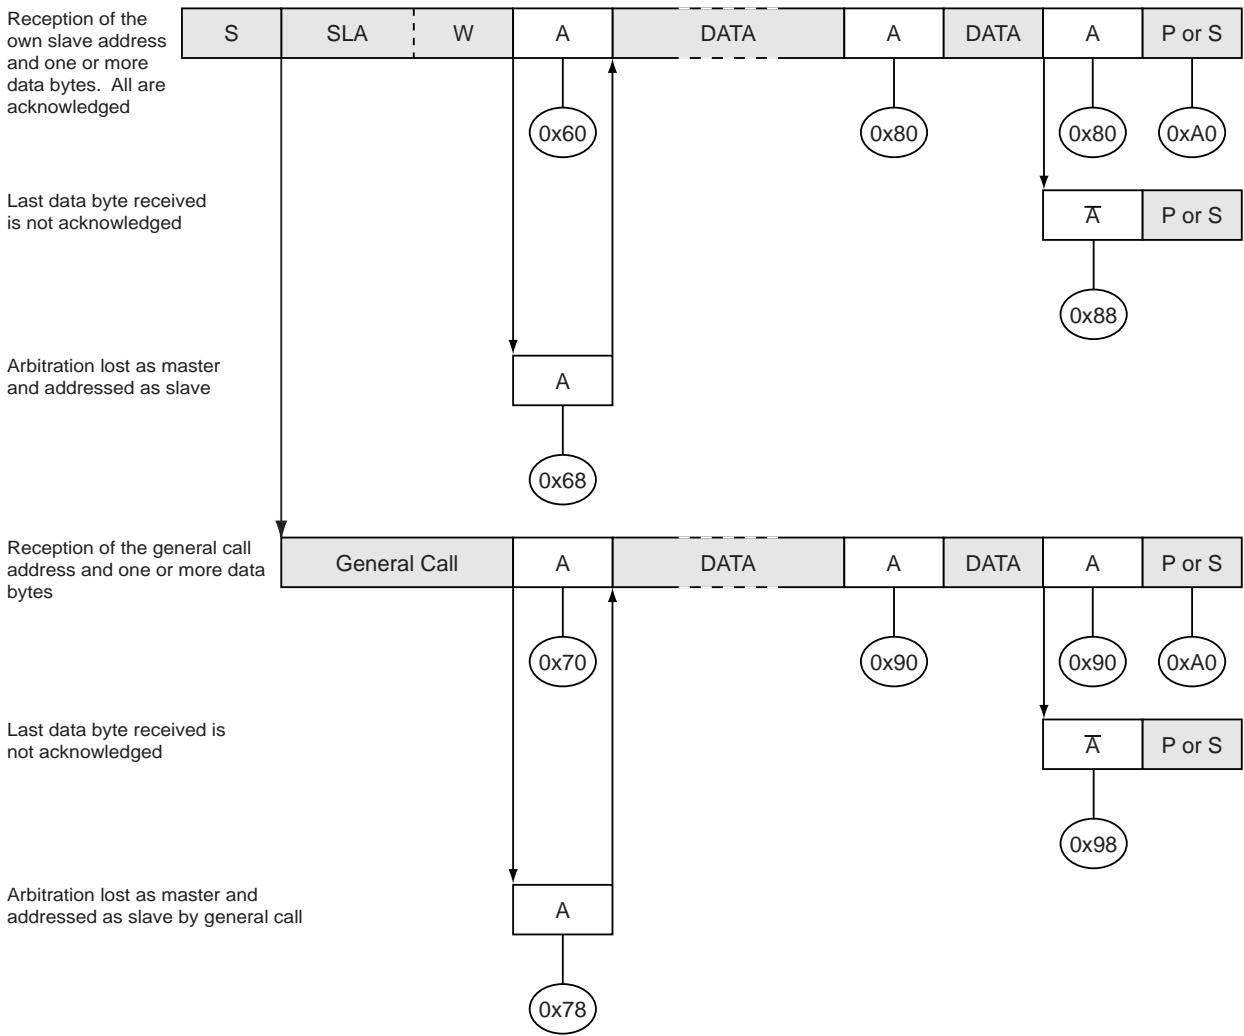 Reception of the
own slave address
and one or more
data bytes.  All are
acknowledged
S SLA W A DATA A DATA A P or S
0x60 0x80 0x80 0xA0
Last data byte received
is not acknowledged
A̅ P or S
0x88
Arbitration lost as master
and addressed as slave
A
0x68
Reception of the general call
address and one or more data
bytes
General Call A DATA A DATA A P or S
0x70 0x90 0x90 0xA0
Last data byte received is
not acknowledged
A̅ P or S
0x98
Arbitration lost as master and
addressed as slave by general call
A
0x78